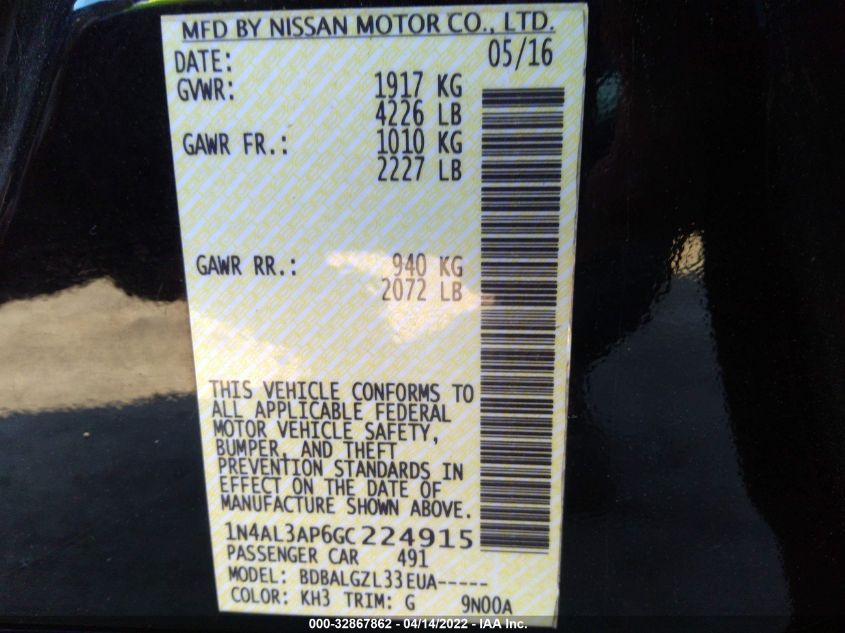 MFD BY NISSAN MOTOR CO., LTD.
DATE: 05/16
GVWR: 1917 KG
4226 LB
GAWR FR.: 1010 KG
2227 LB
GAWR RR.: 940 KG
2072 LB
THIS VEHICLE CONFORMS TO
ALL APPLICABLE FEDERAL
MOTOR VEHICLE SAFETY,
BUMPER, AND THEFT
PREVENTION STANDARDS IN
EFFECT ON THE DATE OF
MANUFACTURE SHOWN ABOVE.
1N4AL3AP6GC224915
PASSENGER CAR 491
MODEL: BDBALGZL33EUA-----
COLOR: KH3 TRIM: G 9N00A
000-32867862 - 04/14/2022 - IAA Inc.